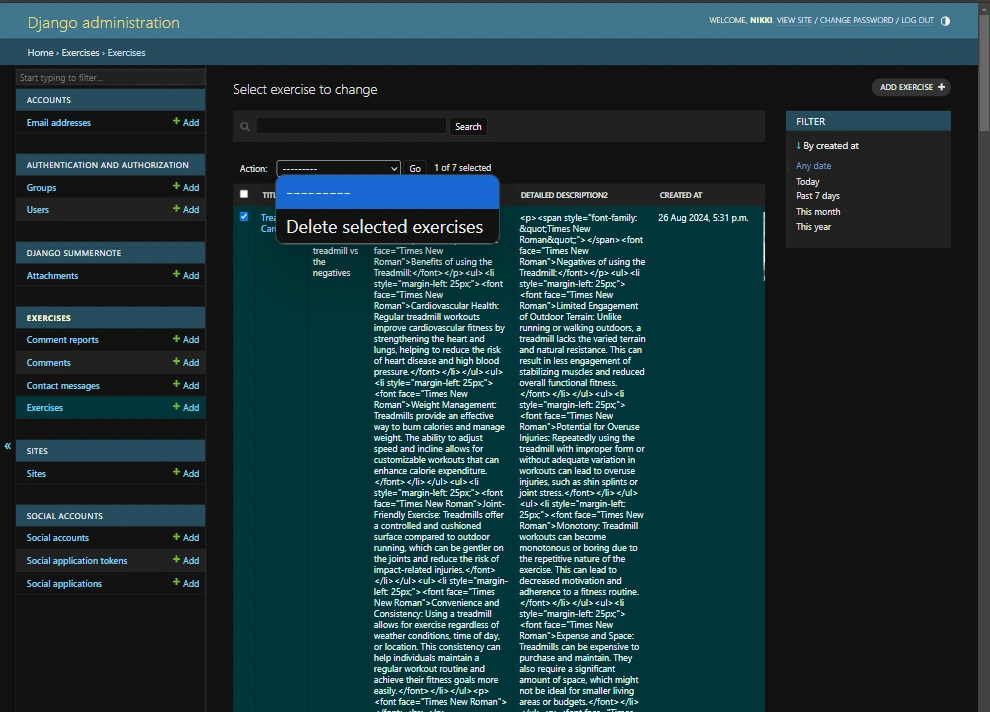 Django administration
WELCOME, NIKKI. VIEW SITE / CHANGE PASSWORD / LOG OUT
Home › Exercises › Exercises
Start typing to filter...
ACCOUNTS
Email addresses + Add
AUTHENTICATION AND AUTHORIZATION
Groups + Add
Users + Add
DJANGO SUMMERNOTE
Attachments + Add
EXERCISES
Comment reports + Add
Comments + Add
Contact messages + Add
Exercises + Add
«
SITES
Sites + Add
SOCIAL ACCOUNTS
Social accounts + Add
Social application tokens + Add
Social applications + Add
Select exercise to change
ADD EXERCISE +
Search
Action: --------- Go 1 of 7 selected
---------
Delete selected exercises
DETAILED DESCRIPTION2
CREATED AT
treadmill vs
the
negatives
face="Times New
Roman">Benefits of using the
Treadmill:</font></p><ul><li
style="margin-left: 25px;"><font
face="Times New
Roman">Cardiovascular Health:
Regular treadmill workouts
improve cardiovascular fitness by
strengthening the heart and
lungs, helping to reduce the risk
of heart disease and high blood
pressure.</font></li></ul><ul>
<li style="margin-left: 25px;">
<font face="Times New
Roman">Weight Management:
Treadmills provide an effective
way to burn calories and manage
weight. The ability to adjust
speed and incline allows for
customizable workouts that can
enhance calorie expenditure.
</font></li></ul><ul><li
style="margin-left: 25px;"><font
face="Times New Roman">Joint-
Friendly Exercise: Treadmills offer
a controlled and cushioned
surface compared to outdoor
running, which can be gentler on
the joints and reduce the risk of
impact-related injuries.</font>
</li></ul><ul><li style="margin-
left: 25px;"><font face="Times
New Roman">Convenience and
Consistency: Using a treadmill
allows for exercise regardless of
weather conditions, time of day,
or location. This consistency can
help individuals maintain a
regular workout routine and
achieve their fitness goals more
easily.</font></li></ul><p>
<font face="Times New Roman">
<p><span style="font-family:
&quot;Times New
Roman&quot;"></span><font
face="Times New
Roman">Negatives of using the
Treadmill:</font></p><ul><li
style="margin-left: 25px;">
<font face="Times New
Roman">Limited Engagement
of Outdoor Terrain: Unlike
running or walking outdoors, a
treadmill lacks the varied terrain
and natural resistance. This can
result in less engagement of
stabilizing muscles and reduced
overall functional fitness.
</font></li></ul><ul><li
style="margin-left: 25px;">
<font face="Times New
Roman">Potential for Overuse
Injuries: Repeatedly using the
treadmill with improper form or
without adequate variation in
workouts can lead to overuse
injuries, such as shin splints or
joint stress.</font></li></ul>
<ul><li style="margin-left:
25px;"><font face="Times New
Roman">Monotony: Treadmill
workouts can become
monotonous or boring due to
the repetitive nature of the
exercise. This can lead to
decreased motivation and
adherence to a fitness routine.
</font></li></ul><ul><li
style="margin-left: 25px;">
<font face="Times New
Roman">Expense and Space:
Treadmills can be expensive to
purchase and maintain. They
also require a significant
amount of space, which might
not be ideal for smaller living
areas or budgets.</font></li>
26 Aug 2024, 5:31 p.m.
FILTER
↓ By created at
Any date
Today
Past 7 days
This month
This year